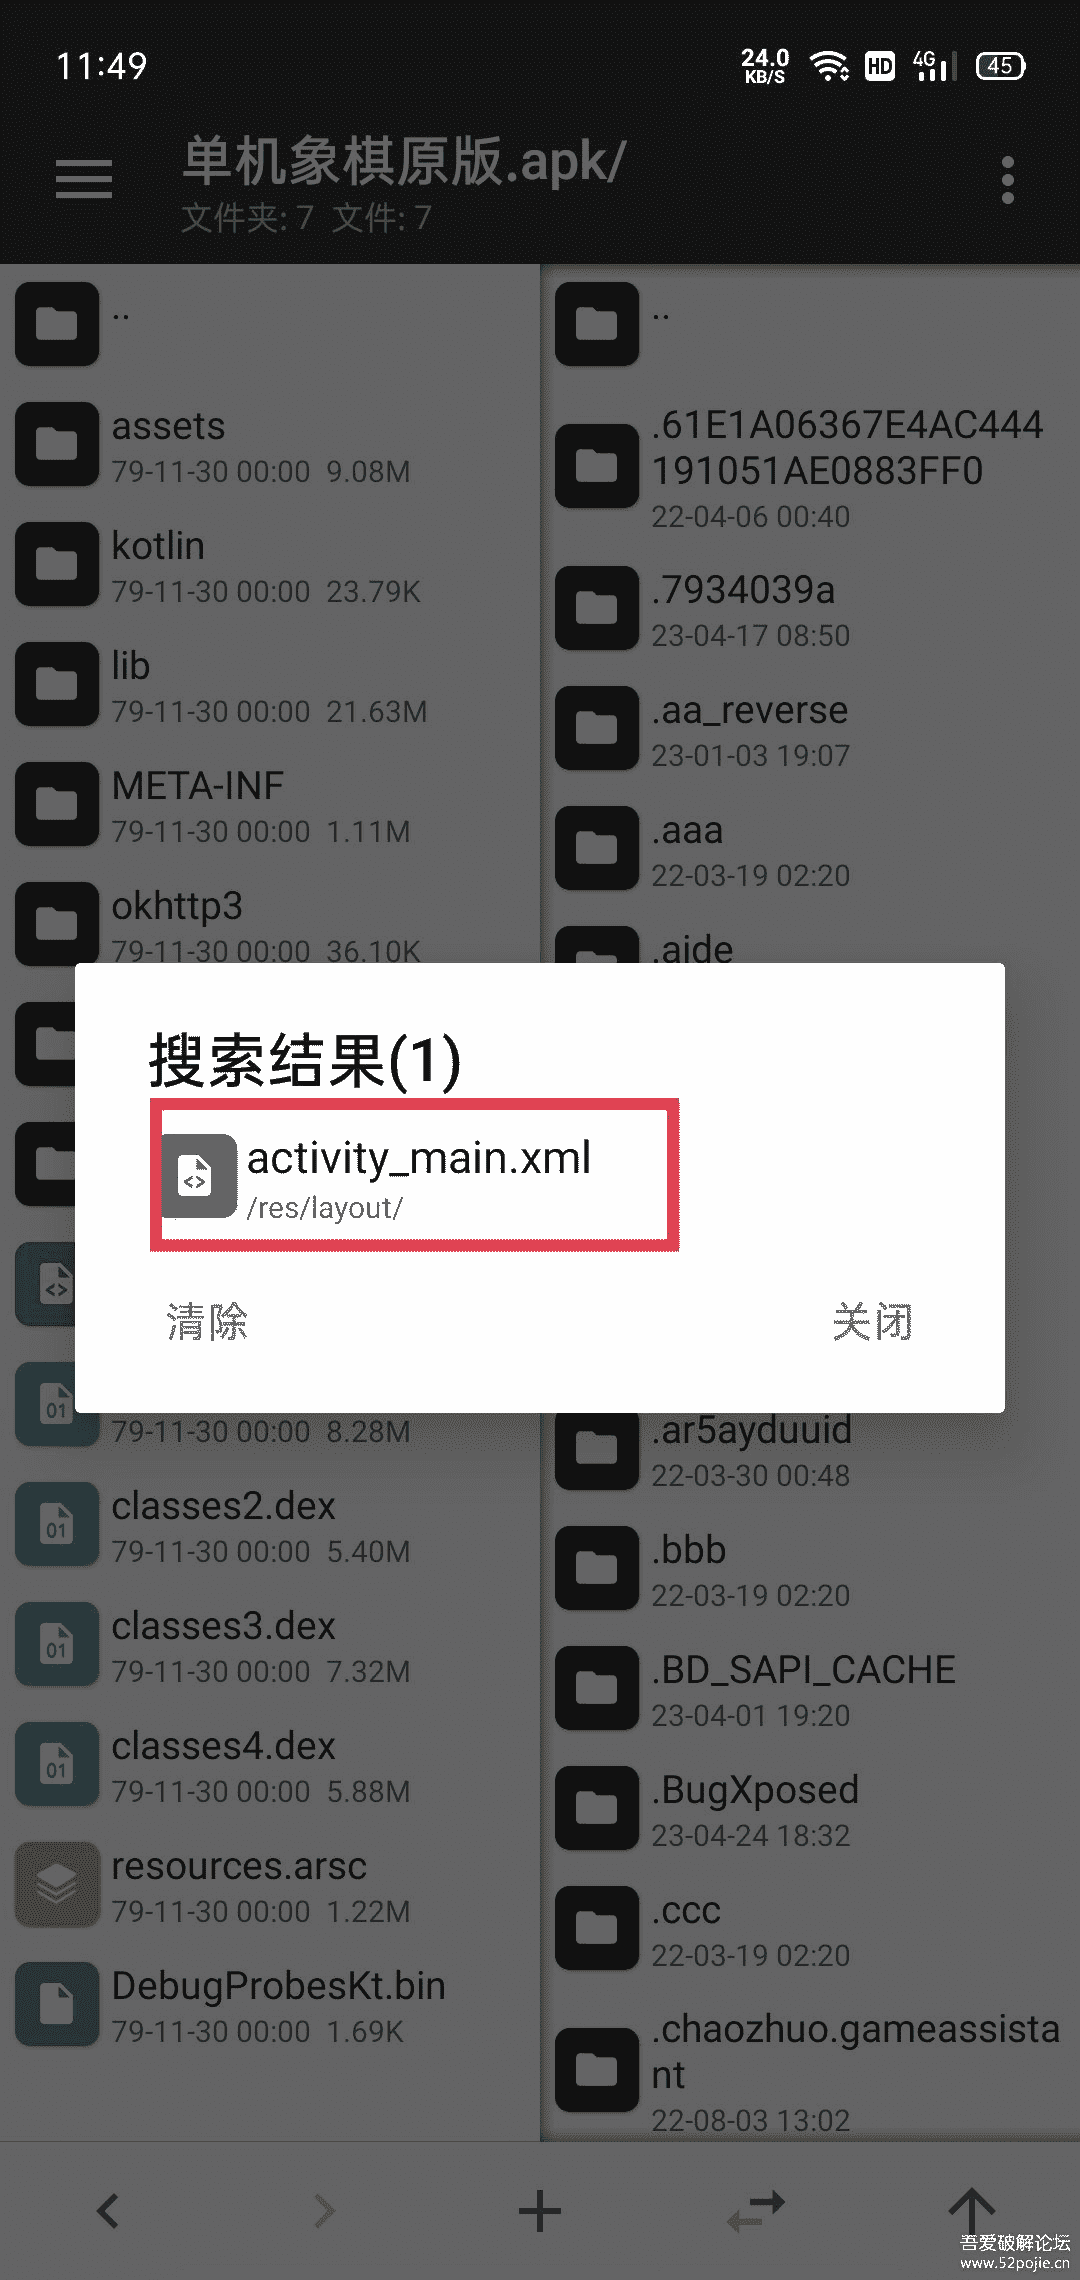 11:49
24.0
KB/S
HD
4G
45
单机象棋原版.apk/
文件夹: 7 文件: 7
..
assets
79-11-30 00:00 9.08M
kotlin
79-11-30 00:00 23.79K
lib
79-11-30 00:00 21.63M
META-INF
79-11-30 00:00 1.11M
okhttp3
79-11-30 00:00 36.10K
..
.61E1A06367E4AC444
191051AE0883FF0
22-04-06 00:40
.7934039a
23-04-17 08:50
.aa_reverse
23-01-03 19:07
.aaa
22-03-19 02:20
.aide
搜索结果(1)
activity_main.xml
/res/layout/
清除
关闭
01
79-11-30 00:00 8.28M
01
classes2.dex
79-11-30 00:00 5.40M
01
classes3.dex
79-11-30 00:00 7.32M
01
classes4.dex
79-11-30 00:00 5.88M
resources.arsc
79-11-30 00:00 1.22M
DebugProbesKt.bin
79-11-30 00:00 1.69K
.ar5ayduuid
22-03-30 00:48
.bbb
22-03-19 02:20
.BD_SAPI_CACHE
23-04-01 19:20
.BugXposed
23-04-24 18:32
.ccc
22-03-19 02:20
.chaozhuo.gameassista
nt
22-08-03 13:02
吾爱破解论坛
www.52pojie.cn